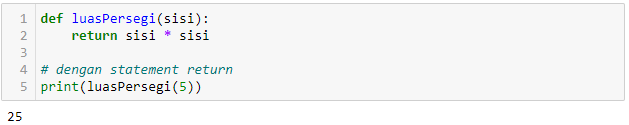 1 def luasPersegi(sisi):
2     return sisi * sisi
3
4 # dengan statement return
5 print(luasPersegi(5))
25